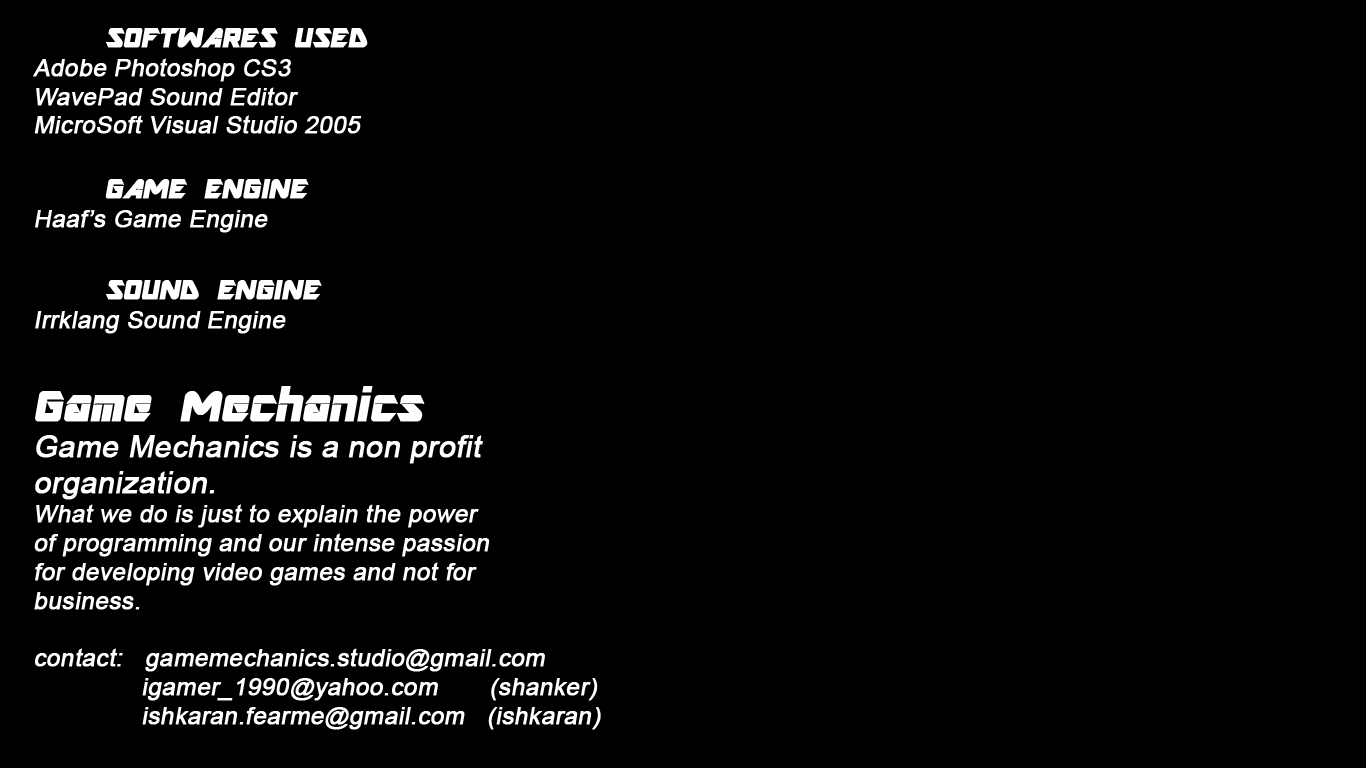 SOFTWARES USED
Adobe Photoshop CS3
WavePad Sound Editor
MicroSoft Visual Studio 2005
GAME ENGINE
Haaf’s Game Engine
SOUND ENGINE
Irrklang Sound Engine
Game Mechanics
Game Mechanics is a non profit
organization.
What we do is just to explain the power
of programming and our intense passion
for developing video games and not for
business.
contact: gamemechanics.studio@gmail.com
igamer_1990@yahoo.com (shanker)
ishkaran.fearme@gmail.com (ishkaran)